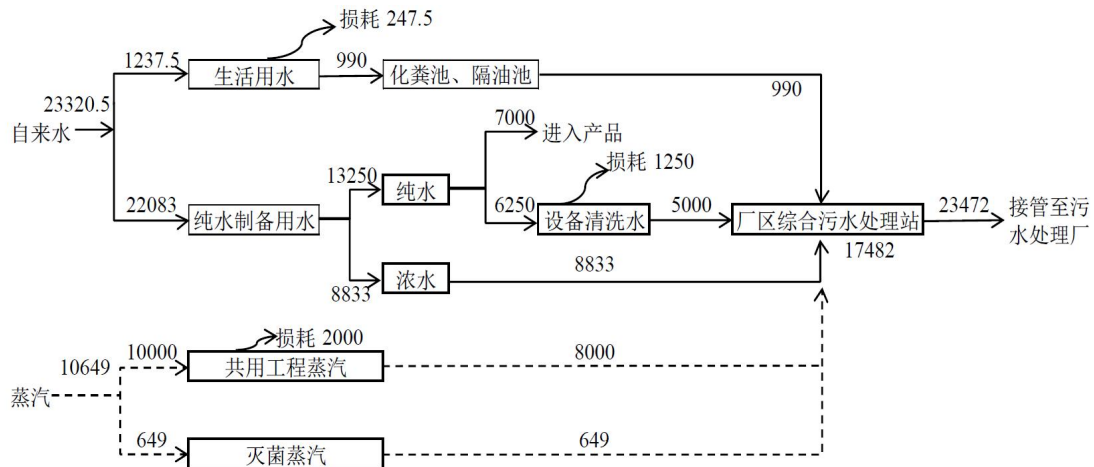 损耗 247.5
1237.5
生活用水
990
化粪池、隔油池
990
23320.5
自来水
7000
进入产品
损耗 1250
13250
纯水
22083
纯水制备用水
6250
设备清洗水
5000
厂区综合污水处理站
23472
接管至污
水处理厂
17482
8833
浓水
8833
损耗 2000
10000
共用工程蒸汽
8000
10649
蒸汽
649
灭菌蒸汽
649